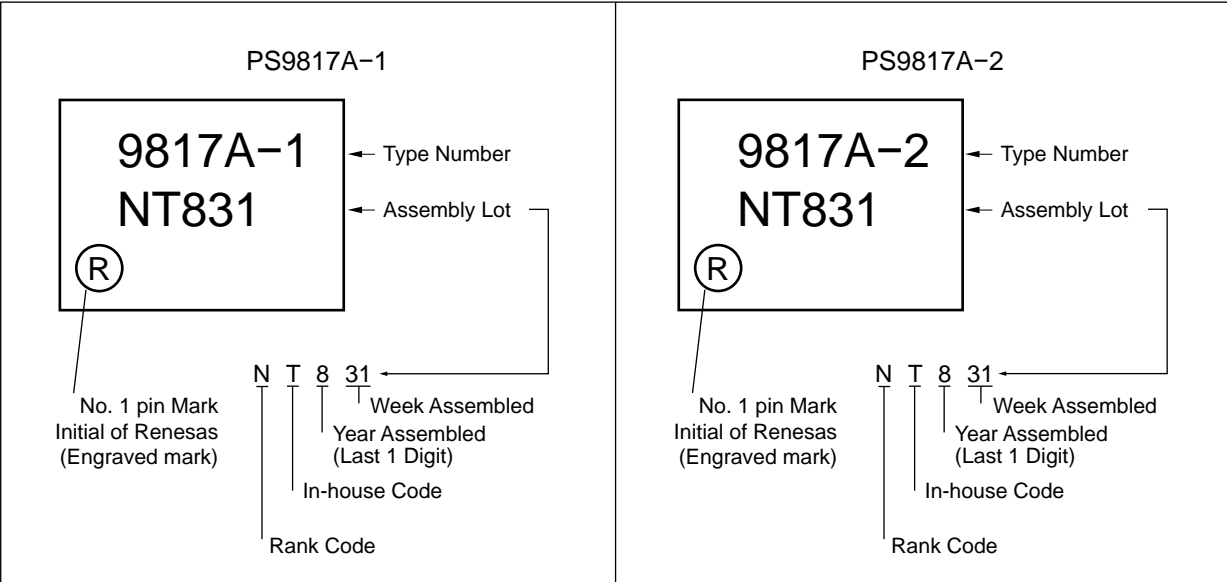 PS9817A−1
9817A−1
Type Number
NT831
Assembly Lot
R
N T 8 31
No. 1 pin Mark
Initial of Renesas
(Engraved mark)
Week Assembled
Year Assembled
(Last 1 Digit)
In-house Code
Rank Code
PS9817A−2
9817A−2
Type Number
NT831
Assembly Lot
R
N T 8 31
No. 1 pin Mark
Initial of Renesas
(Engraved mark)
Week Assembled
Year Assembled
(Last 1 Digit)
In-house Code
Rank Code